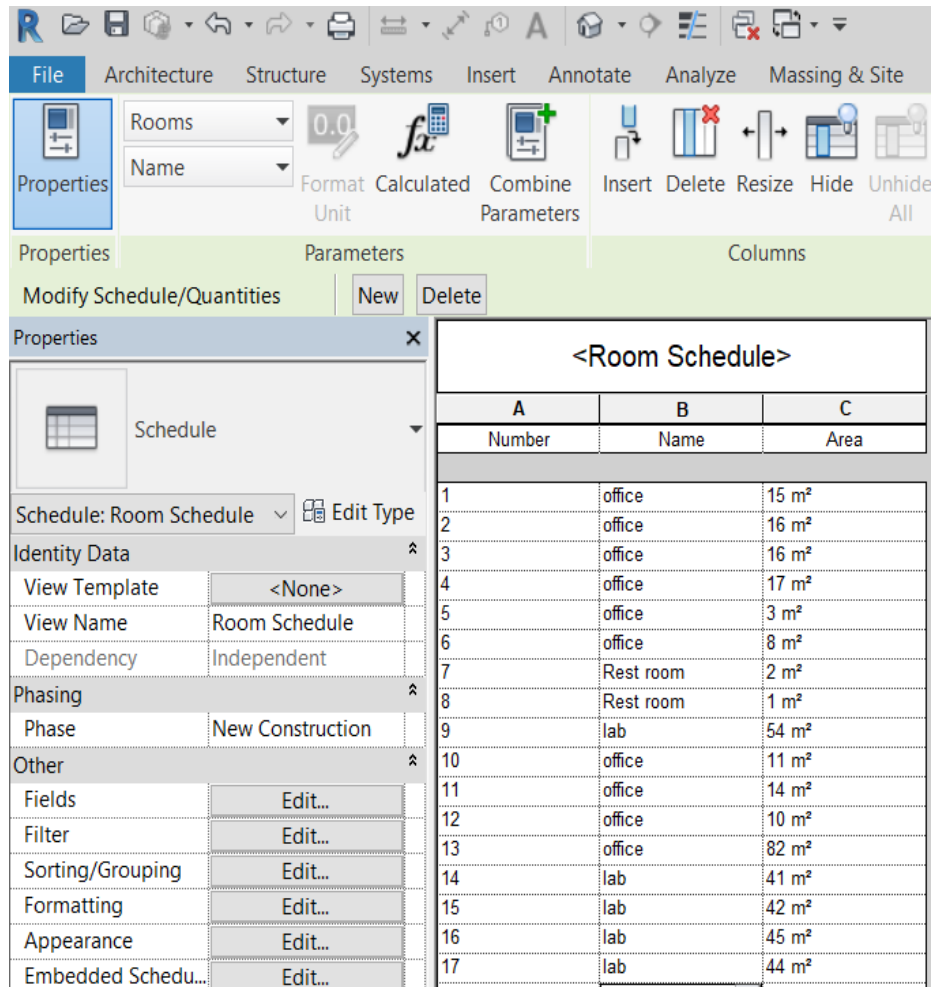 File Architecture Structure Systems Insert Annotate Analyze Massing & Site
Rooms
Name
Properties
0.0
Format Unit
fx
Calculated
Combine Parameters
Insert Delete Resize Hide Unhide All
Properties Parameters Columns
Modify Schedule/Quantities New Delete
Properties
Schedule
Schedule: Room Schedule Edit Type
Identity Data
View Template <None>
View Name Room Schedule
Dependency Independent
Phasing
Phase New Construction
Other
Fields Edit...
Filter Edit...
Sorting/Grouping Edit...
Formatting Edit...
Appearance Edit...
Embedded Schedu... Edit...
<Room Schedule>
A B C
Number Name Area
1 office 15 m²
2 office 16 m²
3 office 16 m²
4 office 17 m²
5 office 3 m²
6 office 8 m²
7 Rest room 2 m²
8 Rest room 1 m²
9 lab 54 m²
10 office 11 m²
11 office 14 m²
12 office 10 m²
13 office 82 m²
14 lab 41 m²
15 lab 42 m²
16 lab 45 m²
17 lab 44 m²